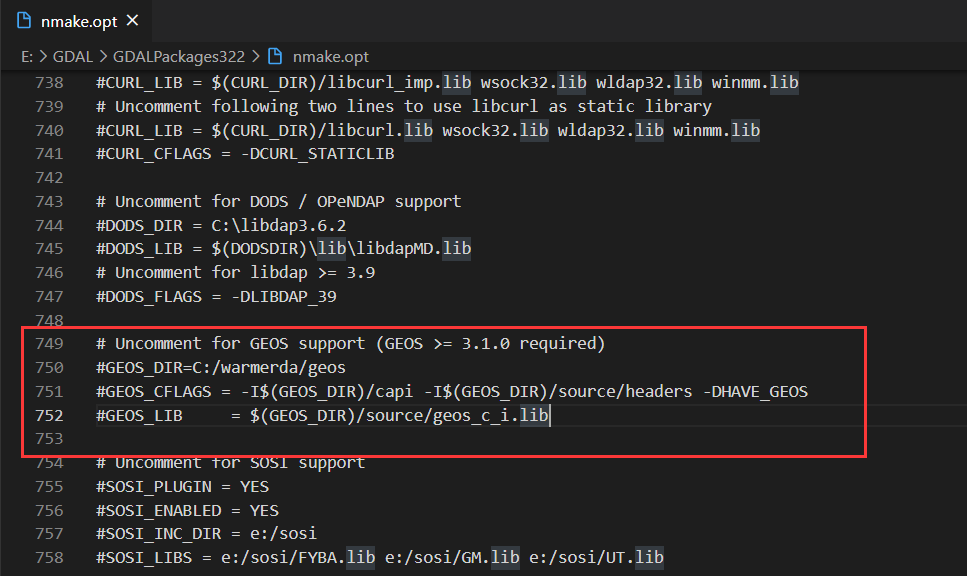 nmake.opt
E: > GDAL > GDALPackages322 > nmake.opt
738 #CURL_LIB = $(CURL_DIR)/libcurl_imp.lib wsock32.lib wldap32.lib winmm.lib
739 # Uncomment following two lines to use libcurl as static library
740 #CURL_LIB = $(CURL_DIR)/libcurl.lib wsock32.lib wldap32.lib winmm.lib
741 #CURL_CFLAGS = -DCURL_STATICLIB
742
743 # Uncomment for DODS / OPeNDAP support
744 #DODS_DIR = C:\libdap3.6.2
745 #DODS_LIB = $(DODSDIR)\lib\libdapMD.lib
746 # Uncomment for libdap >= 3.9
747 #DODS_FLAGS = -DLIBDAP_39
748
749 # Uncomment for GEOS support (GEOS >= 3.1.0 required)
750 #GEOS_DIR=C:/warmerda/geos
751 #GEOS_CFLAGS = -I$(GEOS_DIR)/capi -I$(GEOS_DIR)/source/headers -DHAVE_GEOS
752 #GEOS_LIB     = $(GEOS_DIR)/source/geos_c_i.lib
753
754 # Uncomment for SOSI support
755 #SOSI_PLUGIN = YES
756 #SOSI_ENABLED = YES
757 #SOSI_INC_DIR = e:/sosi
758 #SOSI_LIBS = e:/sosi/FYBA.lib e:/sosi/GM.lib e:/sosi/UT.lib